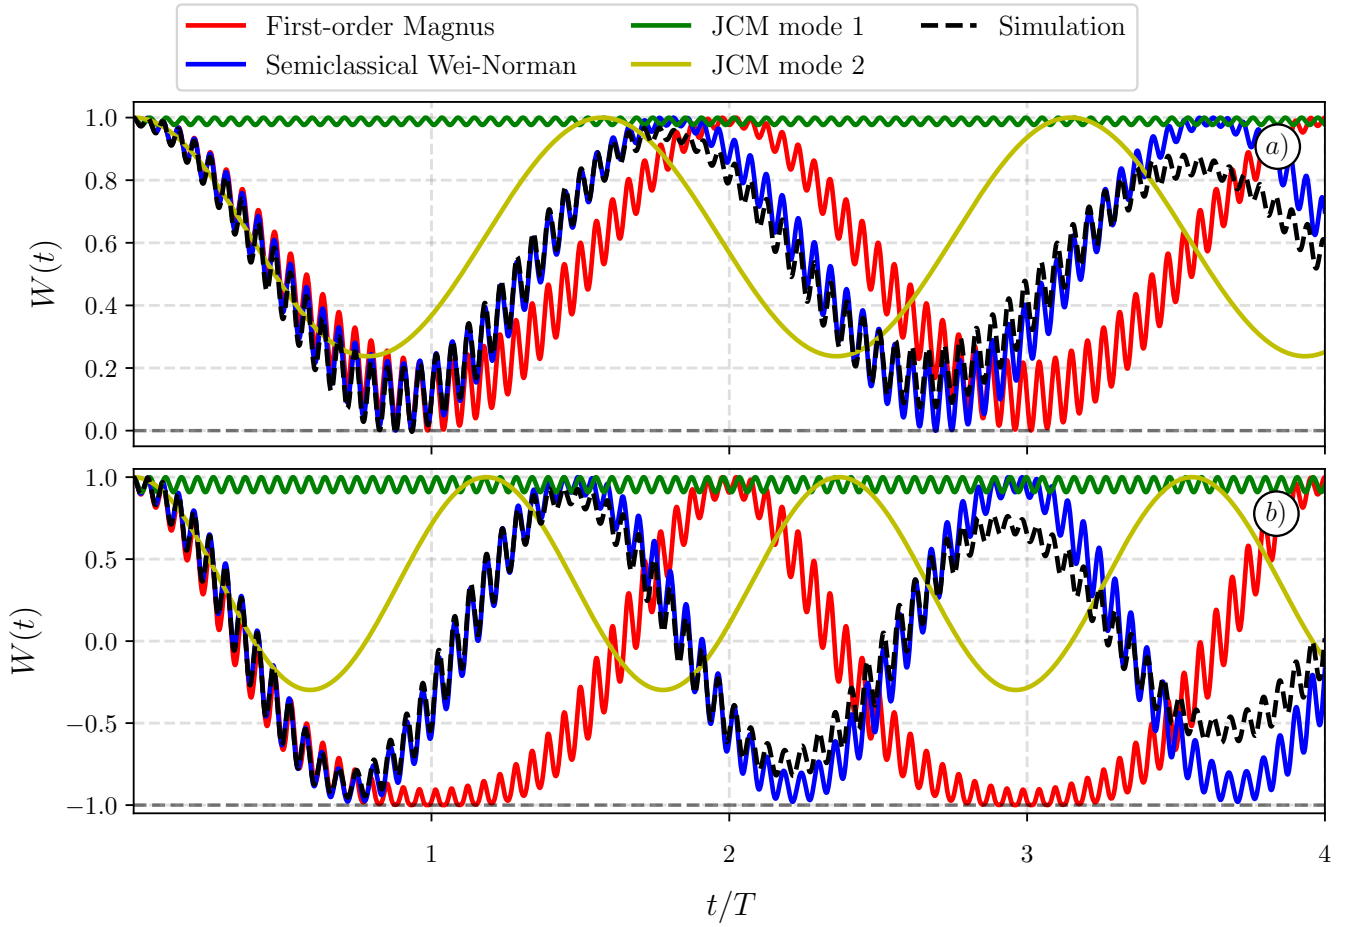 First-order Magnus
Semiclassical Wei-Norman
JCM mode 1
JCM mode 2
Simulation
1.0
0.8
0.6
0.4
0.2
0.0
W(t)
a)
1.0
0.5
0.0
−0.5
−1.0
W(t)
b)
1 2 3 4
t/T